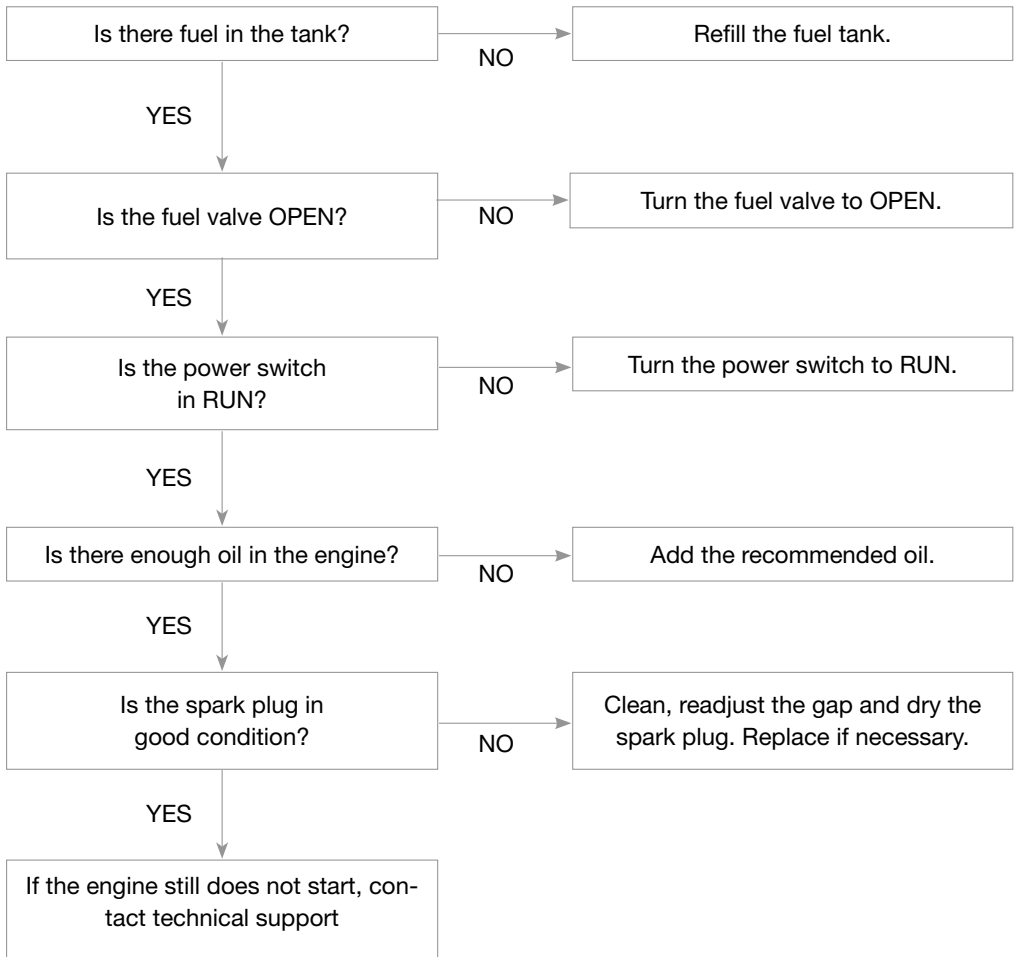 Is there fuel in the tank?
NO
Refill the fuel tank.
YES
Is the fuel valve OPEN?
NO
Turn the fuel valve to OPEN.
YES
Is the power switch
in RUN?
NO
Turn the power switch to RUN.
YES
Is there enough oil in the engine?
NO
Add the recommended oil.
YES
Is the spark plug in
good condition?
NO
Clean, readjust the gap and dry the
spark plug. Replace if necessary.
YES
If the engine still does not start, con-
tact technical support